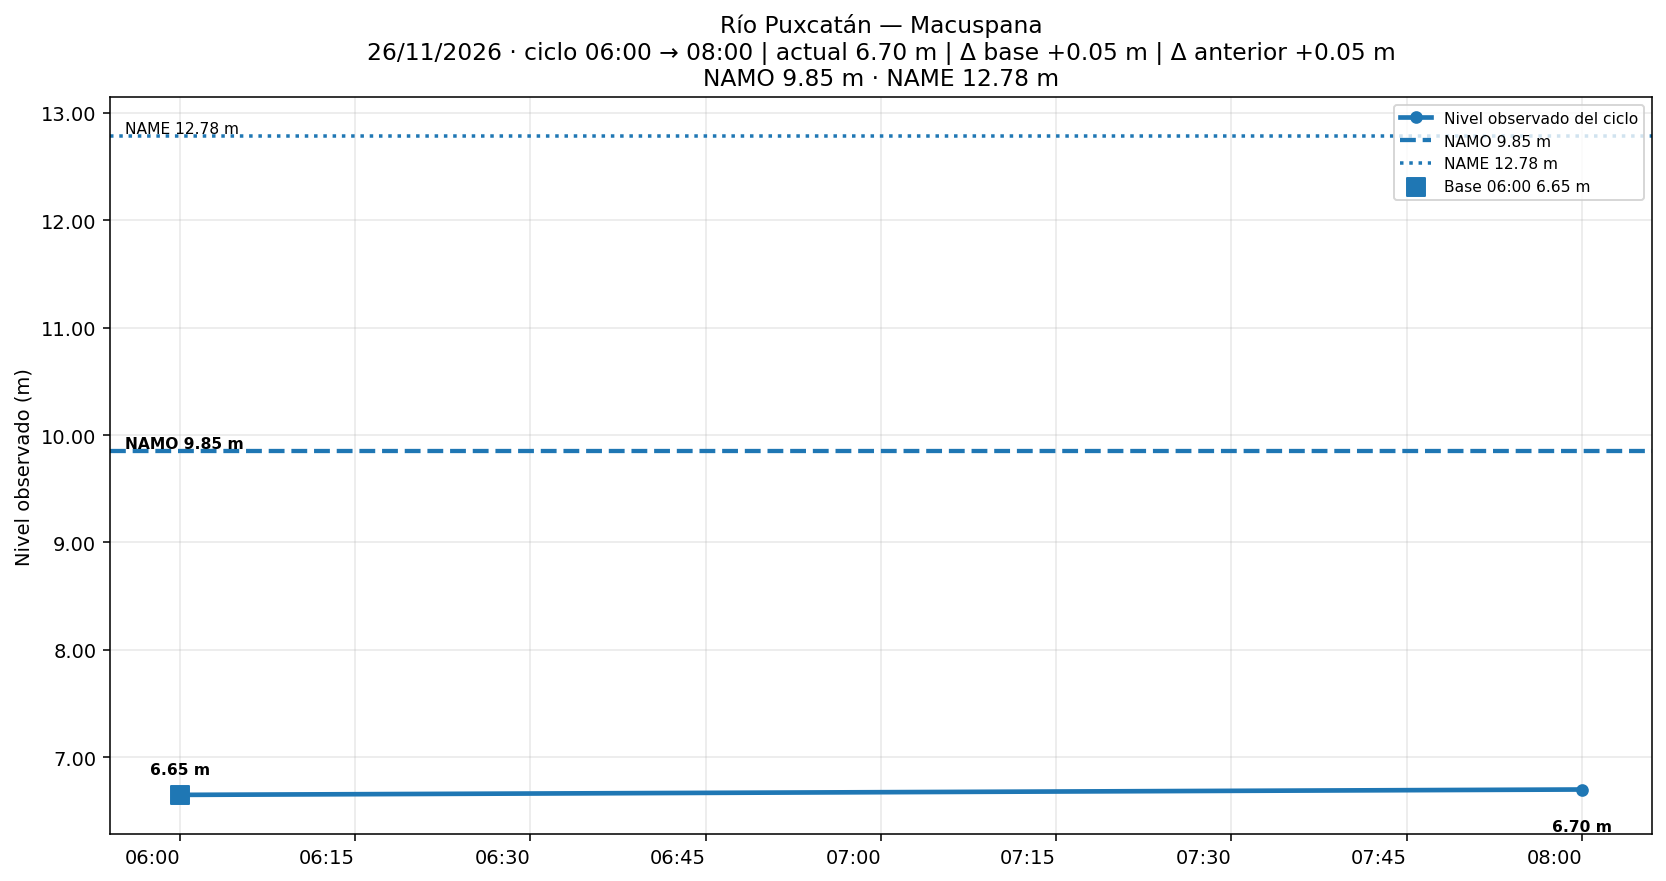 Río Puxcatán — Macuspana
26/11/2026 · ciclo 06:00 → 08:00 | actual 6.70 m | Δ base +0.05 m | Δ anterior +0.05 m
NAMO 9.85 m · NAME 12.78 m
Nivel observado (m)
13.00
12.00
11.00
10.00
9.00
8.00
7.00
NAME 12.78 m
NAMO 9.85 m
6.65 m
6.70 m
Nivel observado del ciclo
NAMO 9.85 m
NAME 12.78 m
Base 06:00 6.65 m
06:00
06:15
06:30
06:45
07:00
07:15
07:30
07:45
08:00